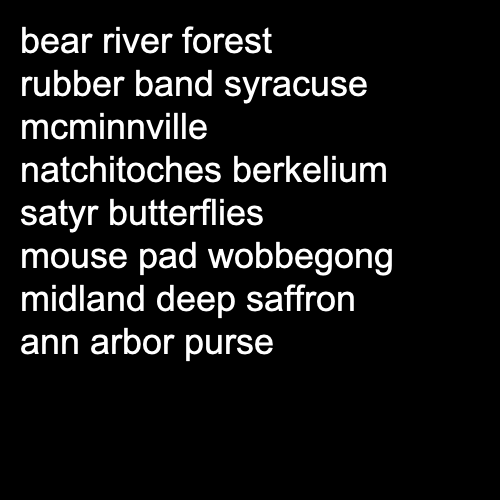 bear river forest
rubber band syracuse
mcminnville
natchitoches berkelium
satyr butterflies
mouse pad wobbegong
midland deep saffron
ann arbor purse